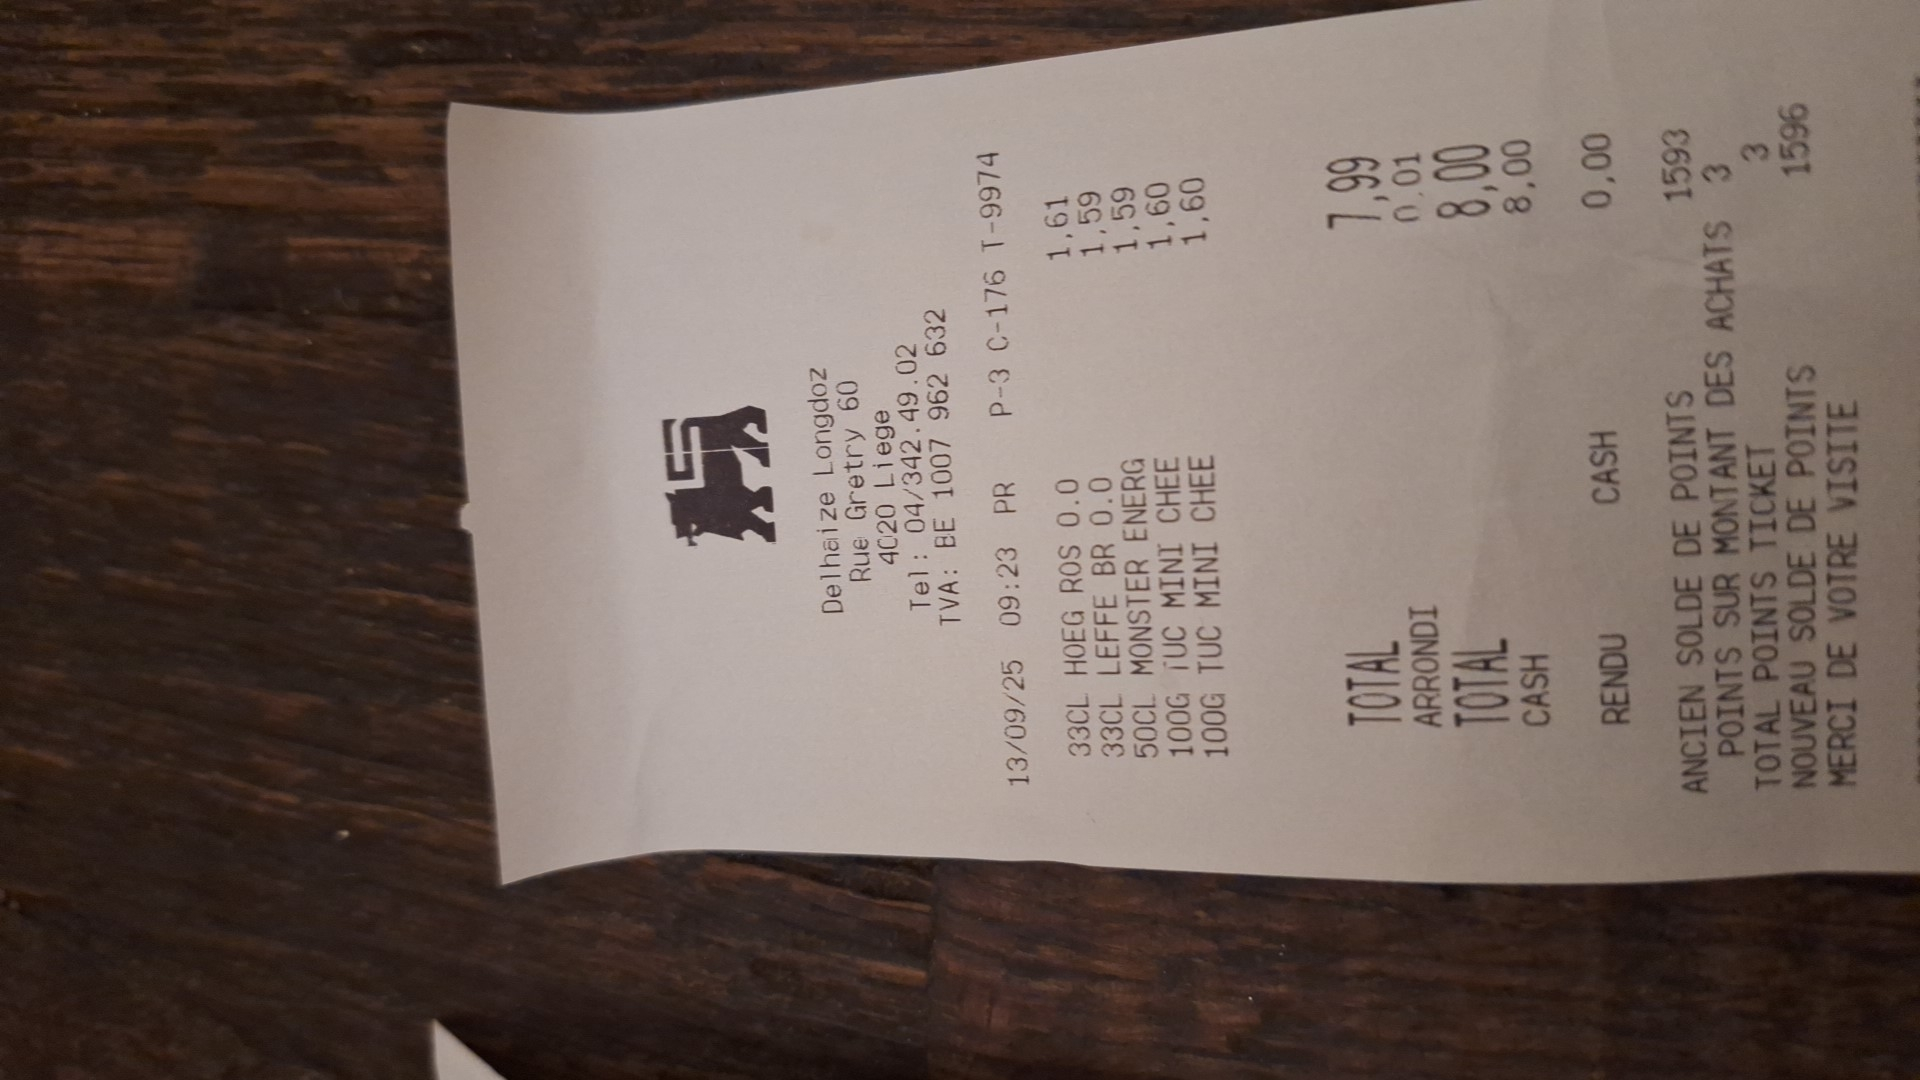 Delhaize Longdoz
Rue Gretry 60
4020 Liege
Tel : 04/342.49.02
TVA: BE 1007 962 632
13/09/25 09:23 PR P-3 C-176 T-9974
33CL HOEG ROS 0.0 1,61
33CL LEFFE BR 0.0 1,59
50CL MONSTER ENERG 1,59
100G TUC MINI CHEE 1,60
100G TUC MINI CHEE 1,60
TOTAL 7,99
ARRONDI 0,01
TOTAL 8,00
CASH 8,00
RENDU CASH 0,00
ANCIEN SOLDE DE POINTS 1593
POINTS SUR MONTANT DES ACHATS 3
TOTAL POINTS TICKET 3
NOUVEAU SOLDE DE POINTS 1596
MERCI DE VOTRE VISITE